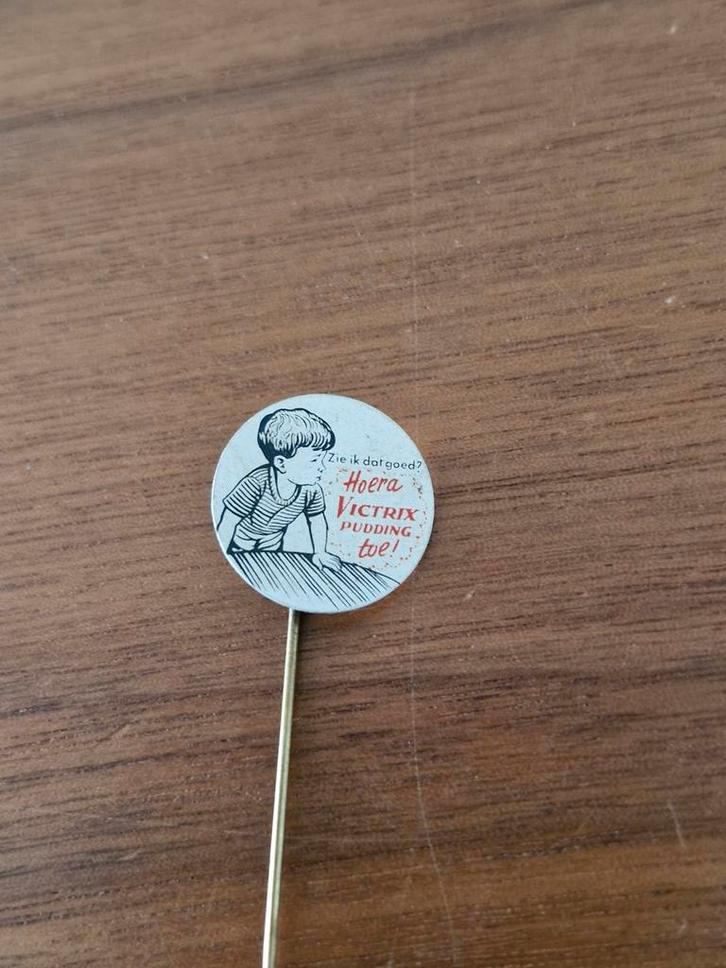 Zie ik dat goed?
Hoera
VICTRIX
PUDDING
toe!